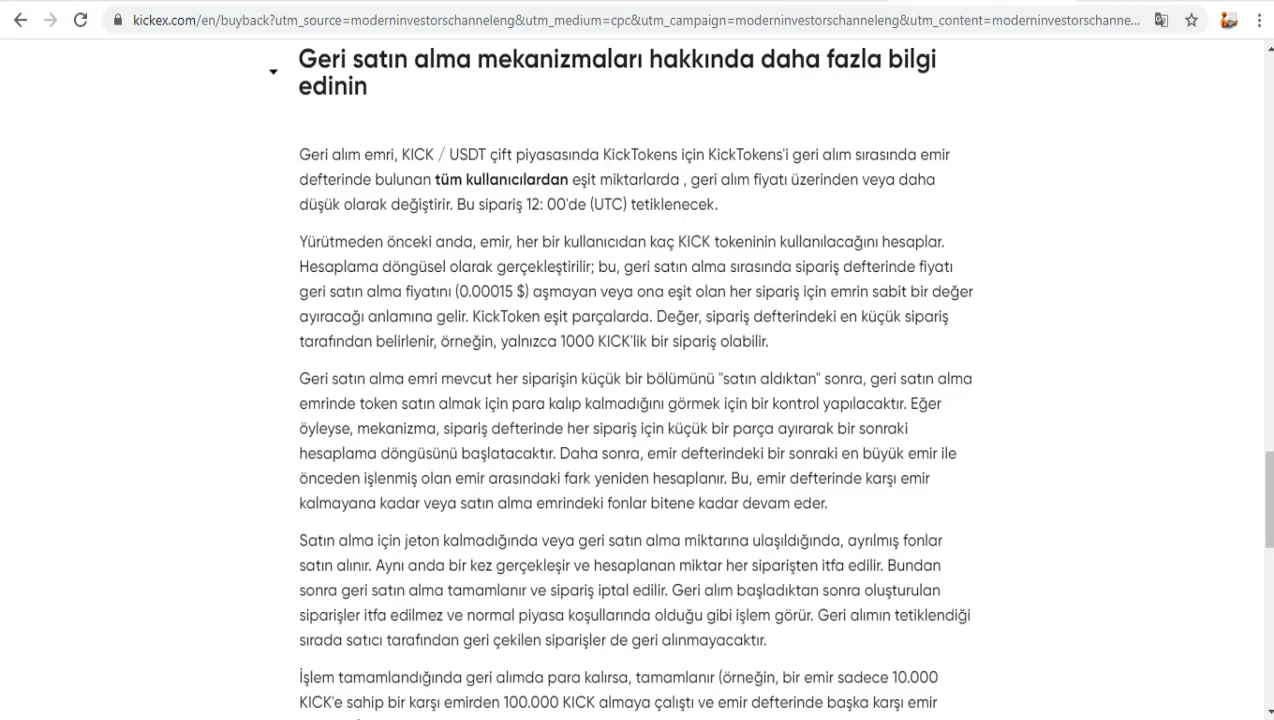 kickex.com/en/buyback?utm_source=moderninvestorschanneleng&utm_medium=cpc&utm_campaign=moderninvestorschanneleng&utm_content=moderninvestorschanne...
Geri satın alma mekanizmaları hakkında daha fazla bilgi
edinin
Geri alım emri, KICK / USDT çift piyasasında KickTokens için KickTokens'i geri alım sırasında emir
defterinde bulunan tüm kullanıcılardan eşit miktarlarda , geri alım fiyatı üzerinden veya daha
düşük olarak değiştirir. Bu sipariş 12: 00'de (UTC) tetiklenecek.
Yürütmeden önceki anda, emir, her bir kullanıcıdan kaç KICK tokeninin kullanılacağını hesaplar.
Hesaplama döngüsel olarak gerçekleştirilir; bu, geri satın alma sırasında sipariş defterinde fiyatı
geri satın alma fiyatını (0.00015 $) aşmayan veya ona eşit olan her sipariş için emrin sabit bir değer
ayıracağı anlamına gelir. KickToken eşit parçalarda. Değer, sipariş defterindeki en küçük sipariş
tarafından belirlenir, örneğin, yalnızca 1000 KICK'lik bir sipariş olabilir.
Geri satın alma emri mevcut her siparişin küçük bir bölümünü "satın aldıktan" sonra, geri satın alma
emrinde token satın almak için para kalıp kalmadığını görmek için bir kontrol yapılacaktır. Eğer
öyleyse, mekanizma, sipariş defterinde her sipariş için küçük bir parça ayırarak bir sonraki
hesaplama döngüsünü başlatacaktır. Daha sonra, emir defterindeki bir sonraki en büyük emir ile
önceden işlenmiş olan emir arasındaki fark yeniden hesaplanır. Bu, emir defterinde karşı emir
kalmayana kadar veya satın alma emrindeki fonlar bitene kadar devam eder.
Satın alma için jeton kalmadığında veya geri satın alma miktarına ulaşıldığında, ayrılmış fonlar
satın alınır. Aynı anda bir kez gerçekleşir ve hesaplanan miktar her siparişten itfa edilir. Bundan
sonra geri satın alma tamamlanır ve sipariş iptal edilir. Geri alım başladıktan sonra oluşturulan
siparişler itfa edilmez ve normal piyasa koşullarında olduğu gibi işlem görür. Geri alımın tetiklendiği
sırada satıcı tarafından geri çekilen siparişler de geri alınmayacaktır.
İşlem tamamlandığında geri alımda para kalırsa, tamamlanır (örneğin, bir emir sadece 10.000
KICK'e sahip bir karşı emirden 100.000 KICK almaya çalıştı ve emir defterinde başka karşı emir